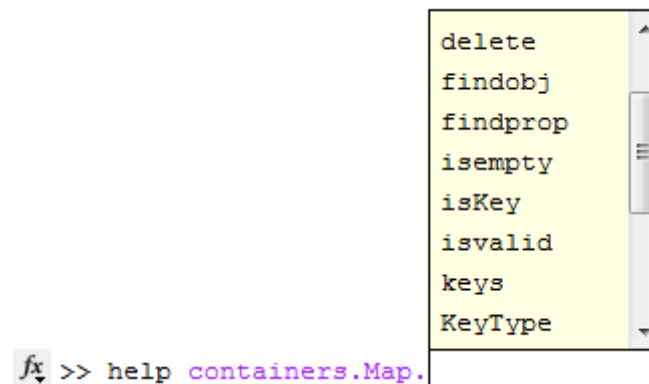 delete
findobj
findprop
isempty
isKey
isvalid
keys
KeyType
fx >> help containers.Map.